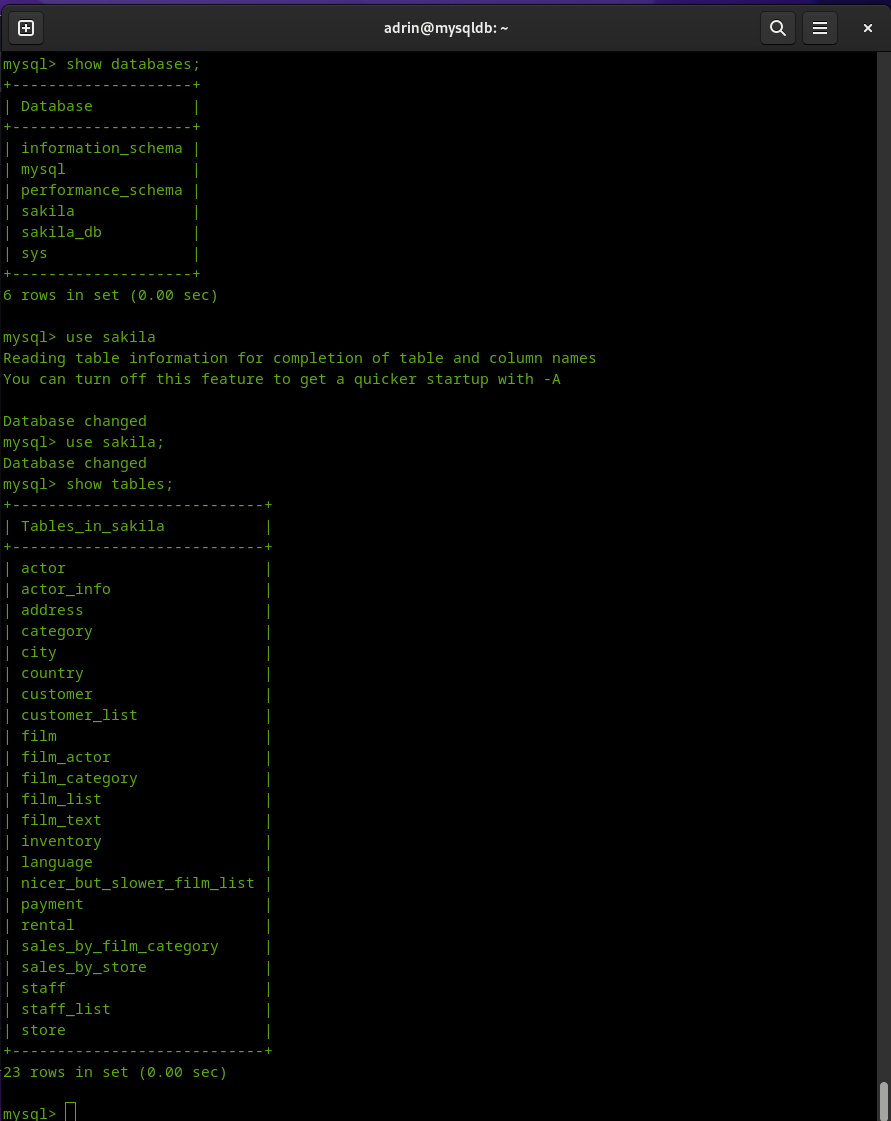 adrin@mysqldb: ~
mysql> show databases;
+--------------------+
| Database           |
+--------------------+
| information_schema |
| mysql              |
| performance_schema |
| sakila             |
| sakila_db          |
| sys                |
+--------------------+
6 rows in set (0.00 sec)

mysql> use sakila
Reading table information for completion of table and column names
You can turn off this feature to get a quicker startup with -A

Database changed
mysql> use sakila;
Database changed
mysql> show tables;
+----------------------------+
| Tables_in_sakila           |
+----------------------------+
| actor                      |
| actor_info                 |
| address                    |
| category                   |
| city                       |
| country                    |
| customer                   |
| customer_list              |
| film                       |
| film_actor                 |
| film_category              |
| film_list                  |
| film_text                  |
| inventory                  |
| language                   |
| nicer_but_slower_film_list |
| payment                    |
| rental                     |
| sales_by_film_category     |
| sales_by_store             |
| staff                      |
| staff_list                 |
| store                      |
+----------------------------+
23 rows in set (0.00 sec)

mysql>